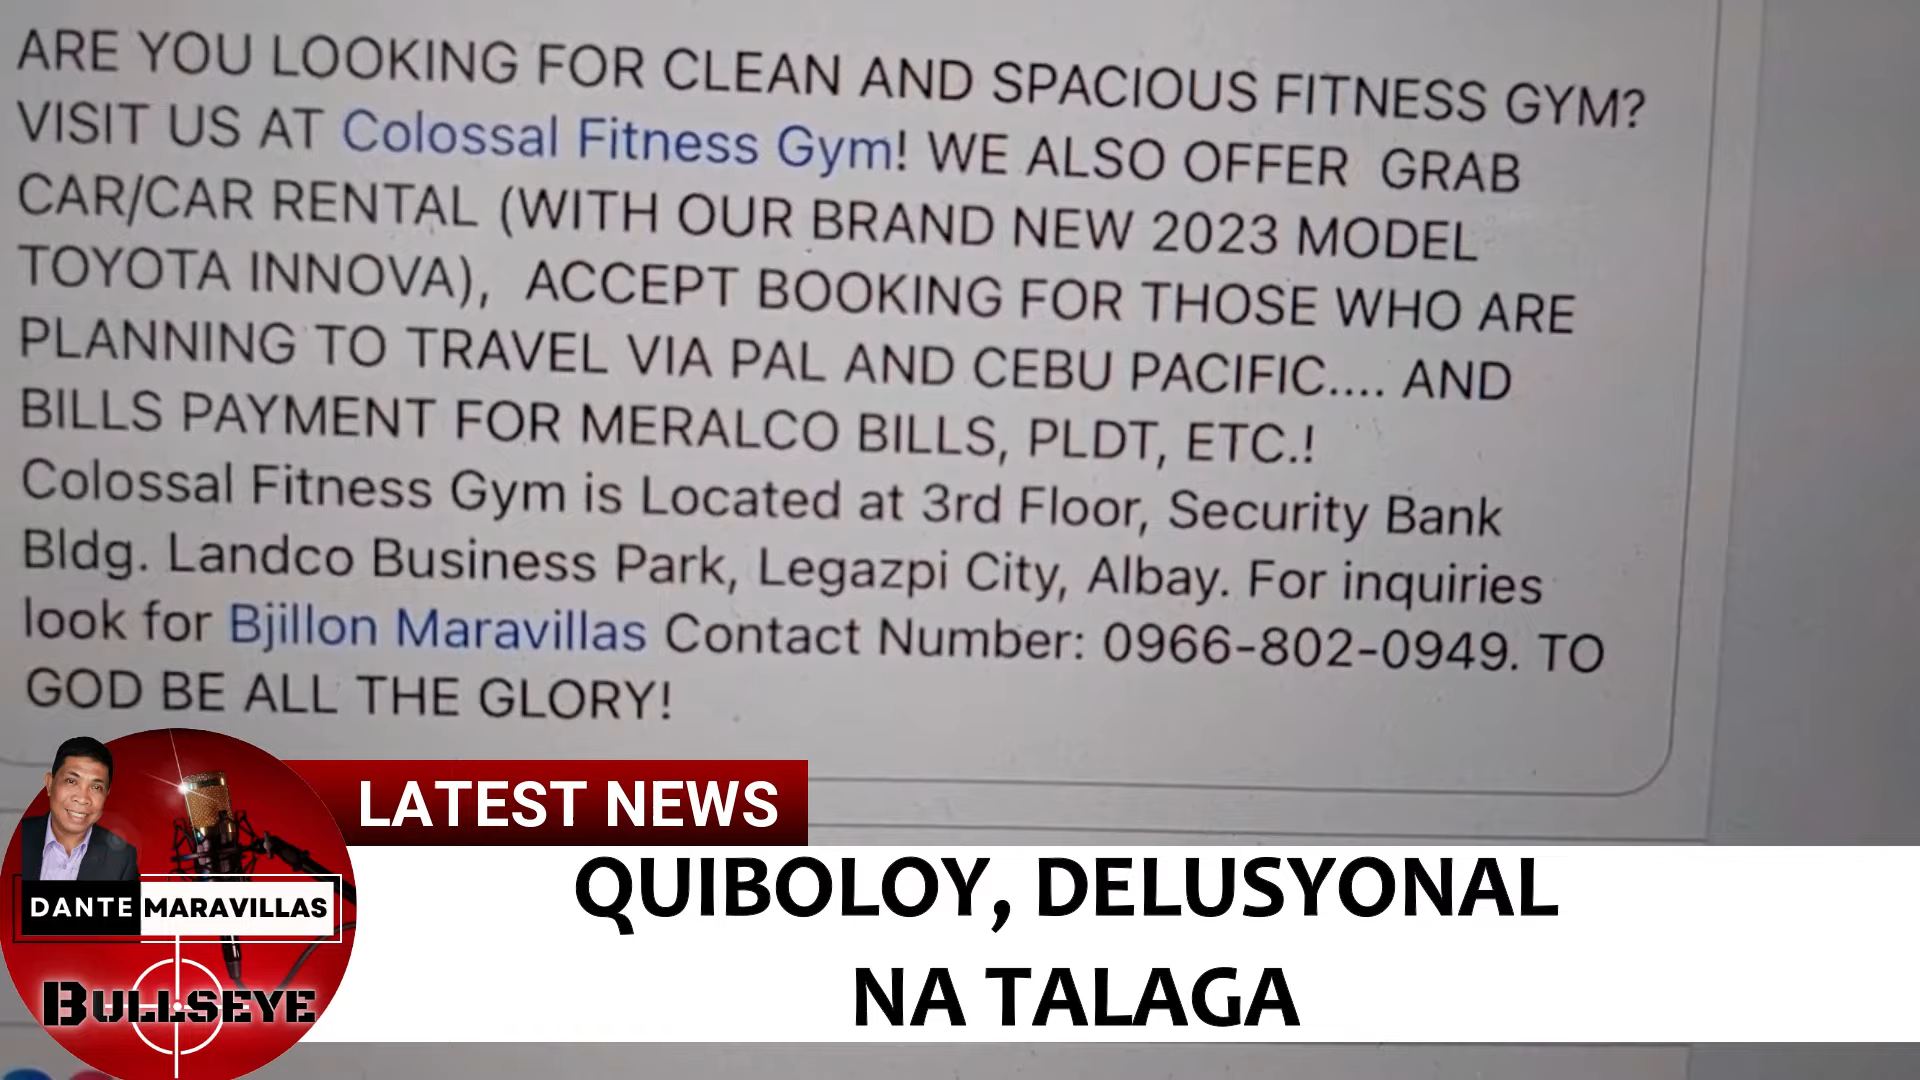 ARE YOU LOOKING FOR CLEAN AND SPACIOUS FITNESS GYM?
VISIT US AT Colossal Fitness Gym! WE ALSO OFFER GRAB
CAR/CAR RENTAL (WITH OUR BRAND NEW 2023 MODEL
TOYOTA INNOVA), ACCEPT BOOKING FOR THOSE WHO ARE
PLANNING TO TRAVEL VIA PAL AND CEBU PACIFIC.... AND
BILLS PAYMENT FOR MERALCO BILLS, PLDT, ETC.!
Colossal Fitness Gym is Located at 3rd Floor, Security Bank
Bldg. Landco Business Park, Legazpi City, Albay. For inquiries
look for Bjillon Maravillas Contact Number: 0966-802-0949. TO
GOD BE ALL THE GLORY!
LATEST NEWS
QUIBOLOY, DELUSYONAL
NA TALAGA
DANTE MARAVILLAS
BULLSEYE